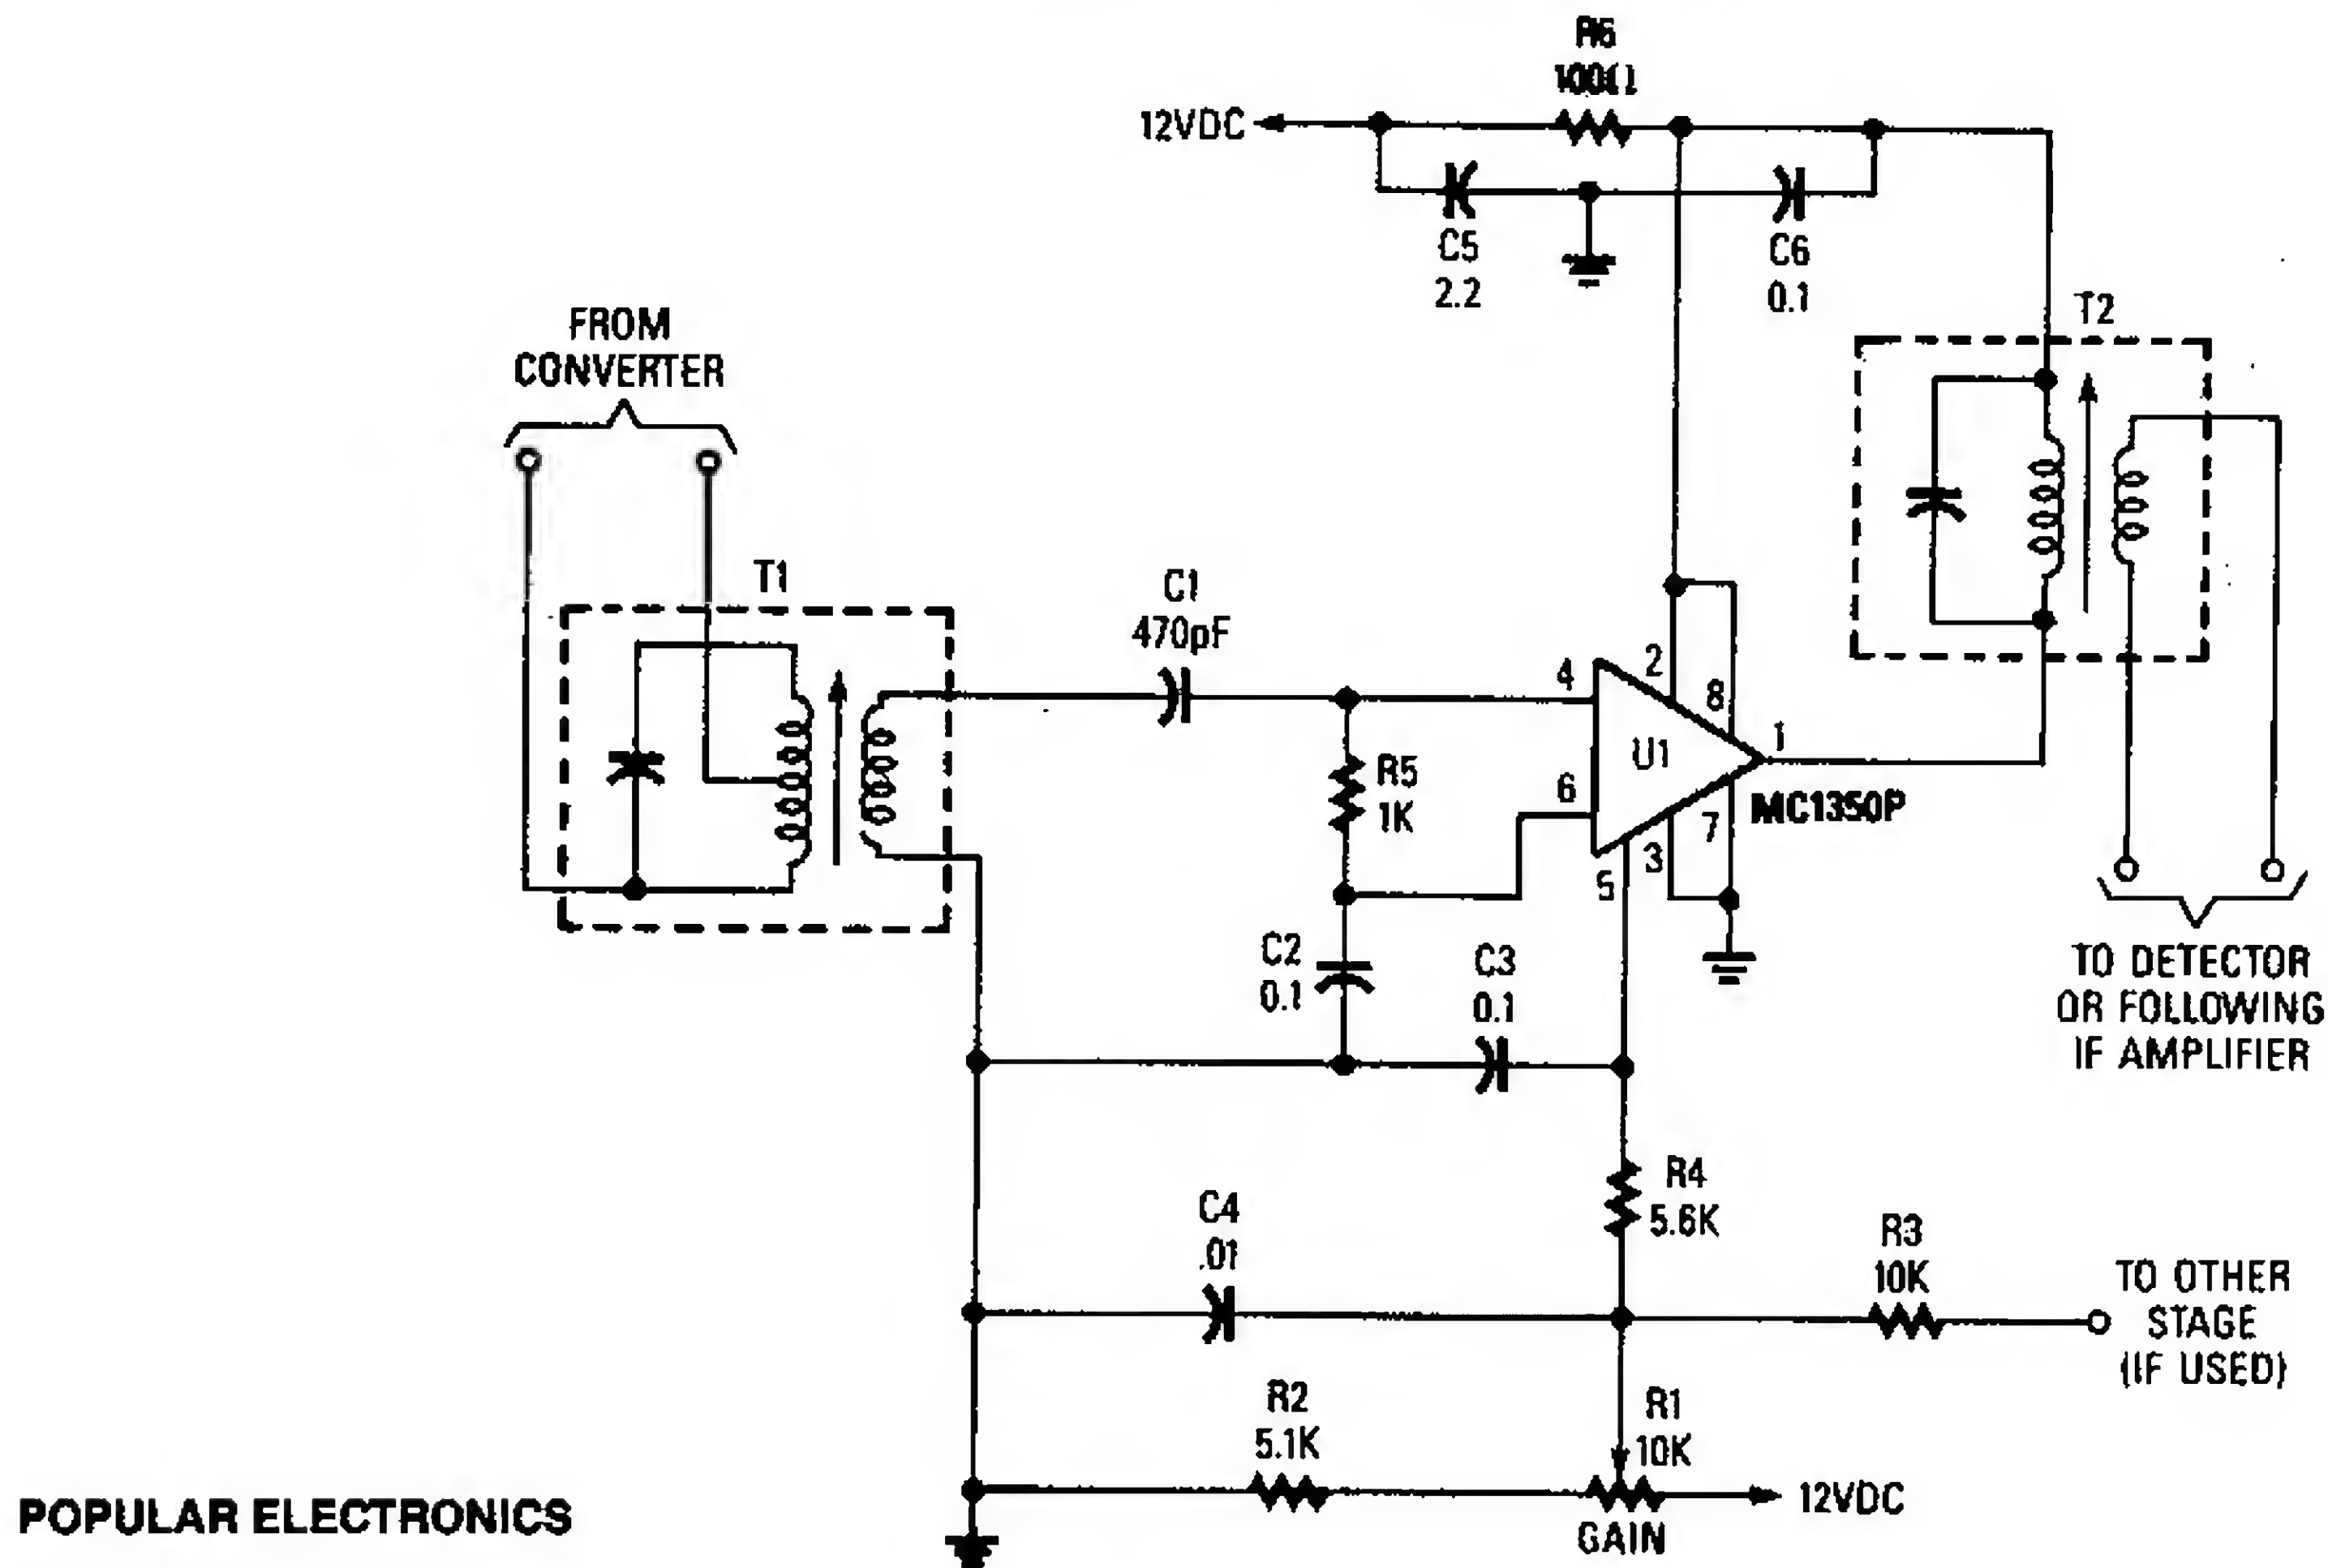 R6
100Ω
12VDC
C5
2.2
C6
0.1
T2
FROM
CONVERTER
T1
C1
470pF
4
2
8
1
U1
R5
1K
6
MC1350P
7
3
5
C2
0.1
C3
0.1
TO DETECTOR
OR FOLLOWING
IF AMPLIFIER
R4
5.6K
C4
.01
R3
10K
TO OTHER
STAGE
(IF USED)
R2
5.1K
R1
10K
12VDC
GAIN
POPULAR ELECTRONICS